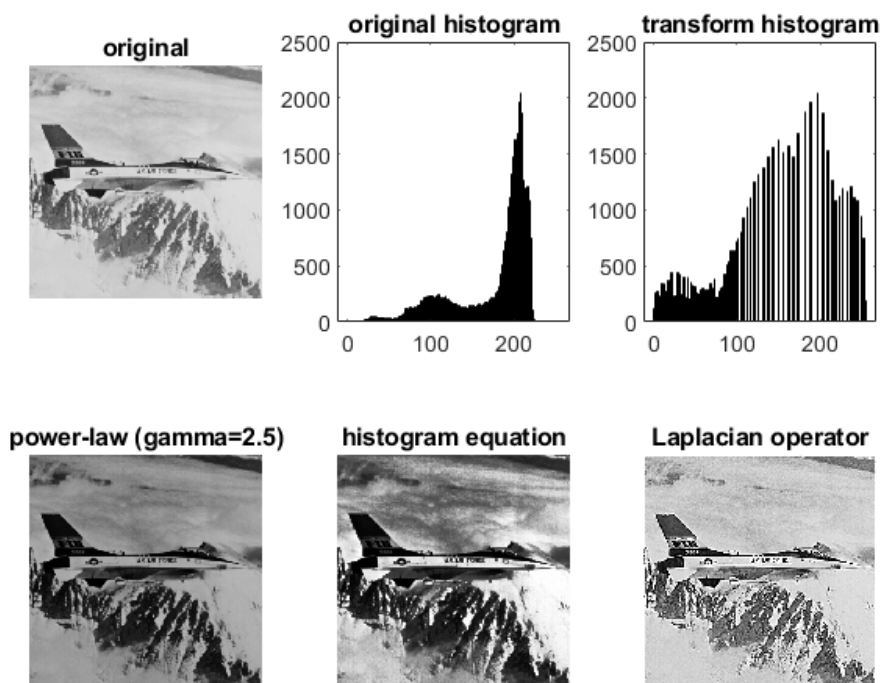 original
original histogram
2500
2000
1500
1000
500
0
0 100 200
transform histogram
2500
2000
1500
1000
500
0
0 100 200
power-law (gamma=2.5)
histogram equation
Laplacian operator